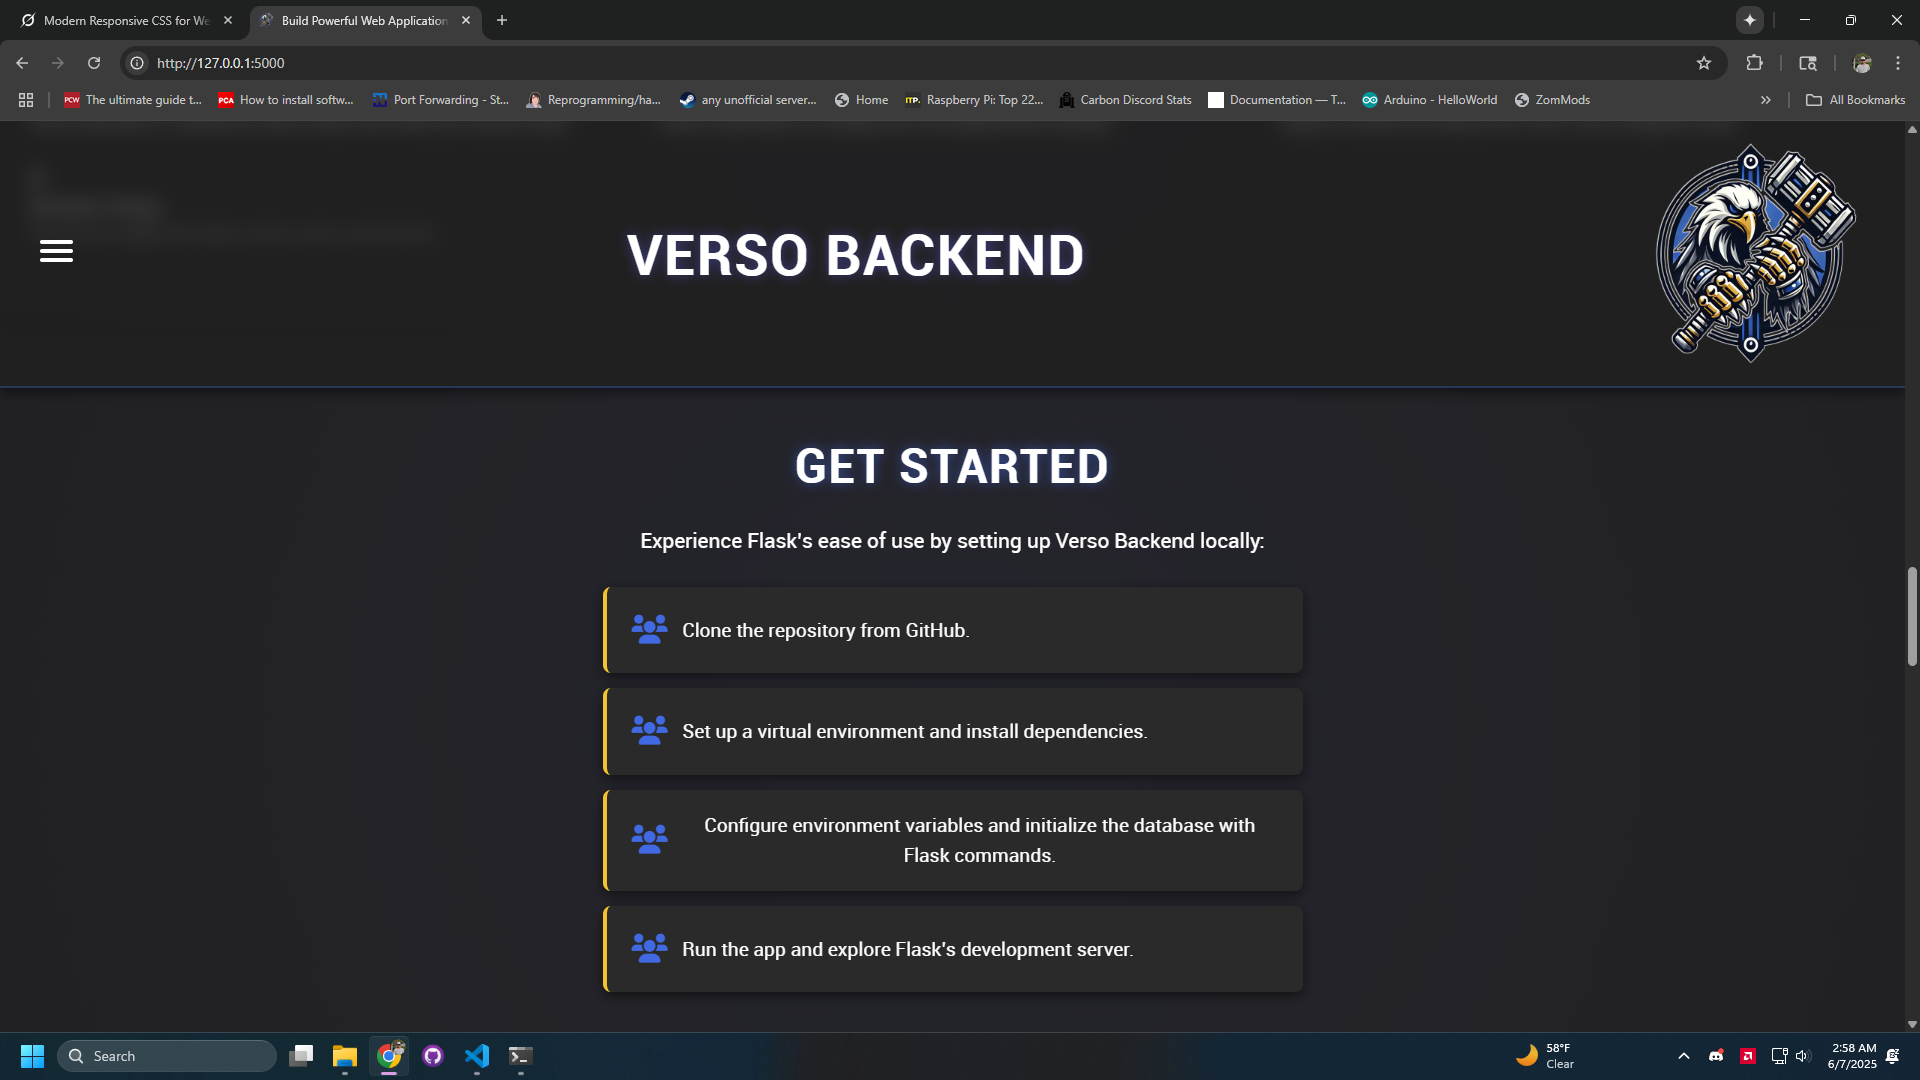 Modern Responsive CSS for We
Build Powerful Web Application
http://127.0.0.1:5000
PCW The ultimate guide t...
PCA How to install softw...
Port Forwarding - St...
Reprogramming/ha...
any unofficial server...
Home
ITP. Raspberry Pi: Top 22...
Carbon Discord Stats
Documentation — T...
Arduino - HelloWorld
ZomMods
All Bookmarks
VERSO BACKEND
GET STARTED
Experience Flask's ease of use by setting up Verso Backend locally:
Clone the repository from GitHub.
Set up a virtual environment and install dependencies.
Configure environment variables and initialize the database with
Flask commands.
Run the app and explore Flask's development server.
Search
58°F
Clear
2:58 AM
6/7/2025